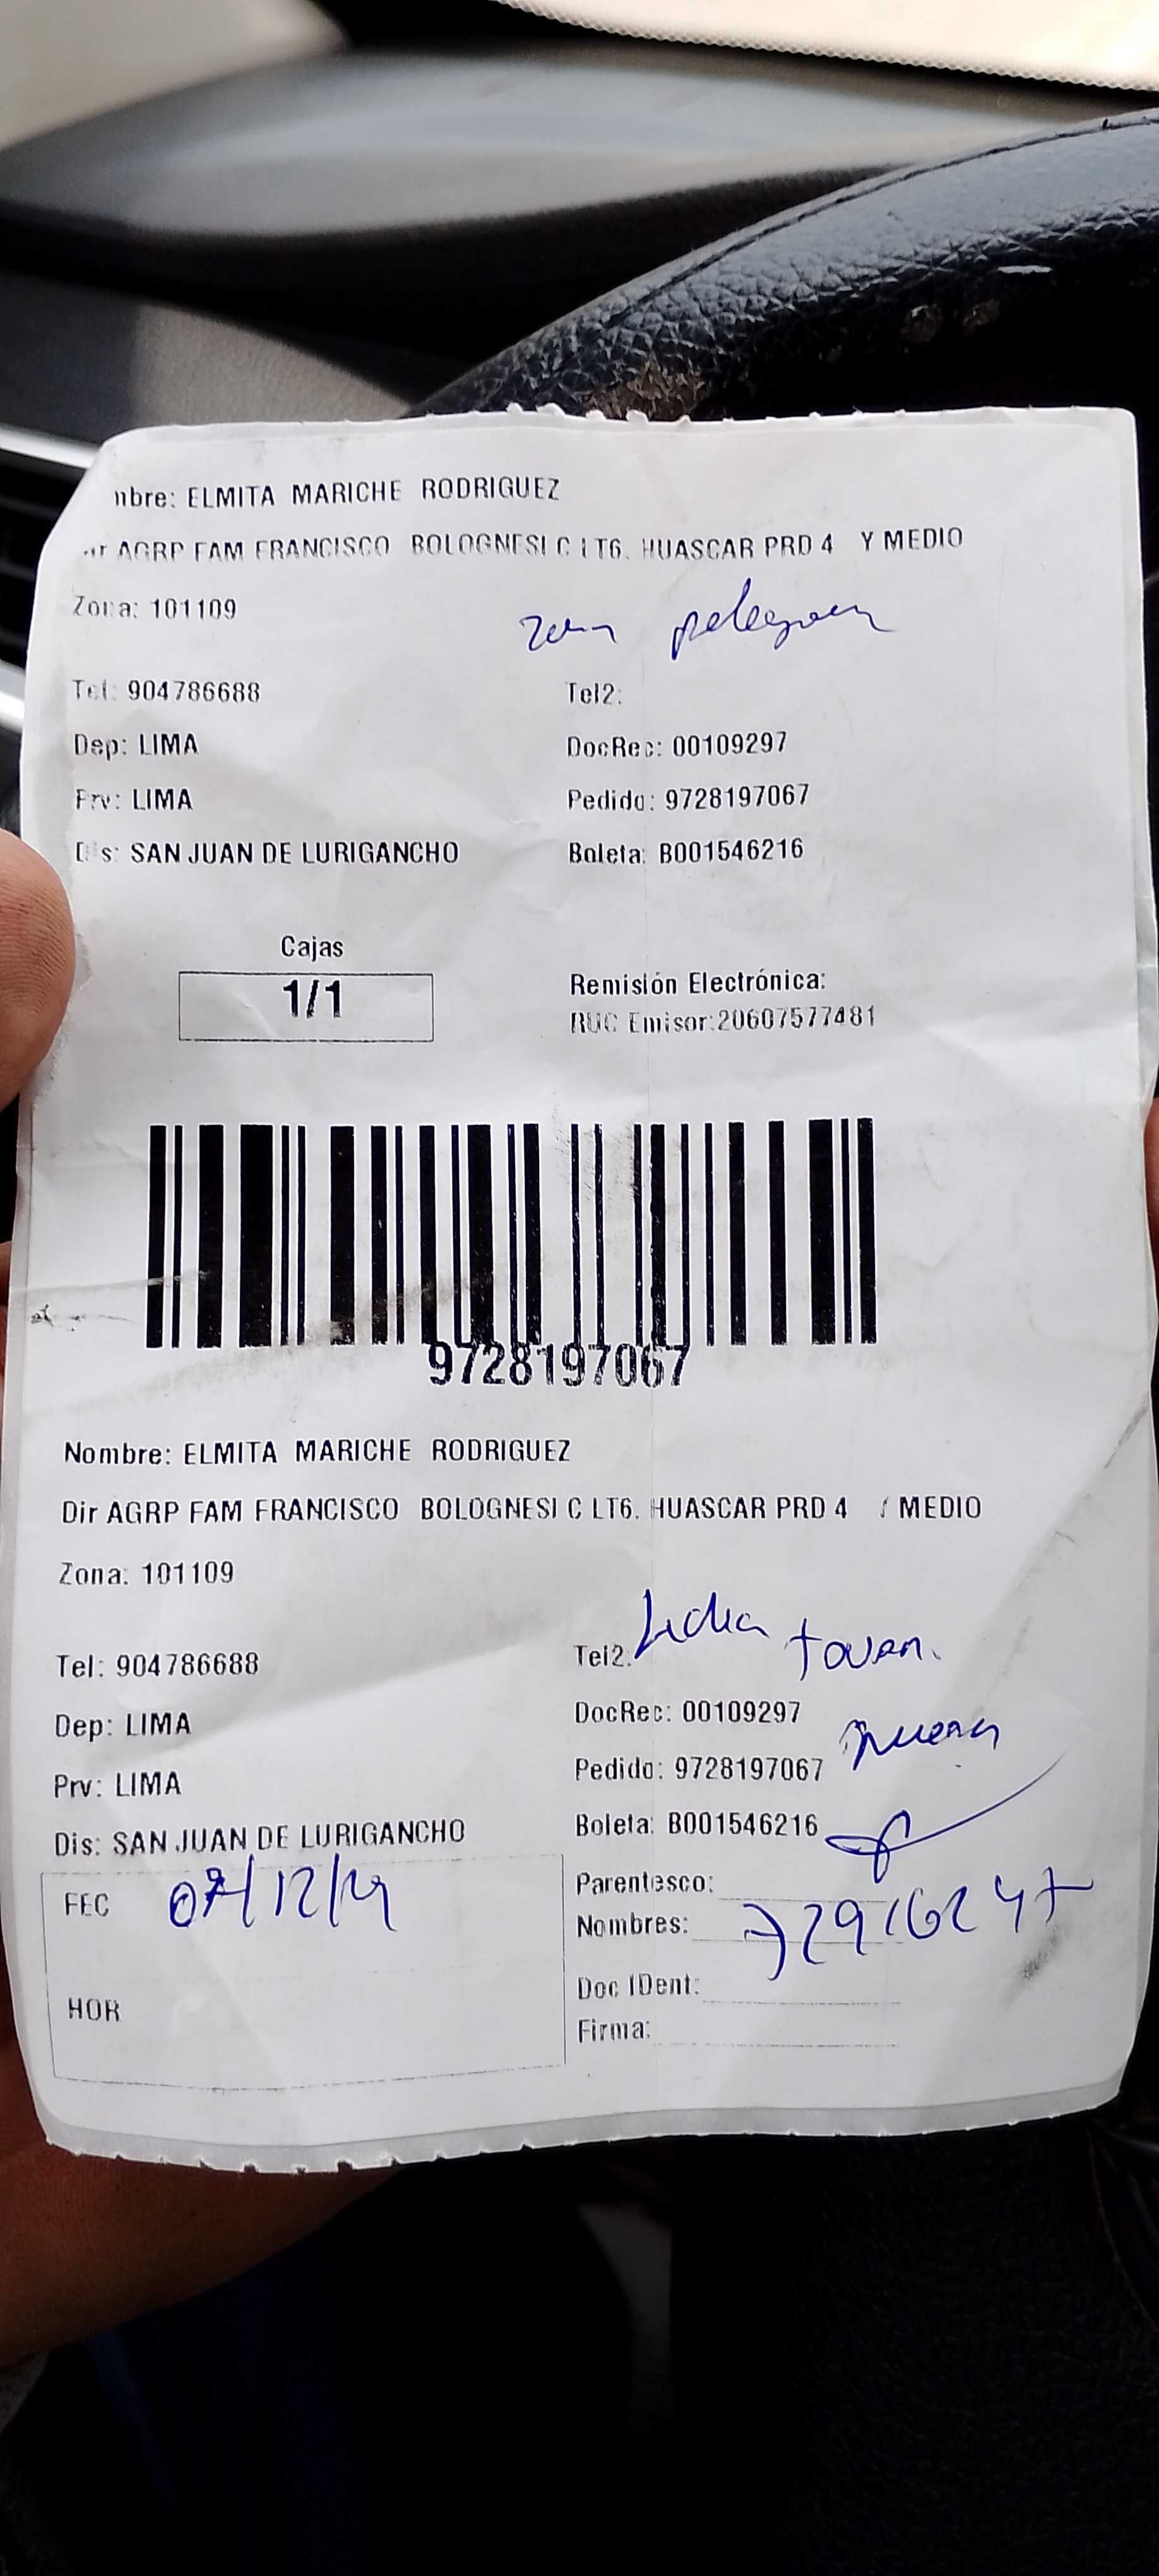 nbre: ELMITA MARICHE RODRIGUEZ
Dir AGRP FAM FRANCISCO BOLOGNESI C LT6. HUASCAR PRD 4 Y MEDIO
Zona: 101109
Tel: 904786688 Tel2:
Dep: LIMA DocRec: 00109297
Prv: LIMA Pedido: 9728197067
Dis: SAN JUAN DE LURIGANCHO Boleta: B001546216
Cajas
1/1
Remisión Electrónica:
RUC Emisor:20607577481
9728197067
Nombre: ELMITA MARICHE RODRIGUEZ
Dir AGRP FAM FRANCISCO BOLOGNESI C LT6. HUASCAR PRD 4 Y MEDIO
Zona: 101109
Tel: 904786688 Tel2:
Dep: LIMA DocRec: 00109297
Prv: LIMA Pedido: 9728197067
Dis: SAN JUAN DE LURIGANCHO Boleta: B001546216
FEC Parentesco:
Nombres:
HOR Doc IDent:
Firma: